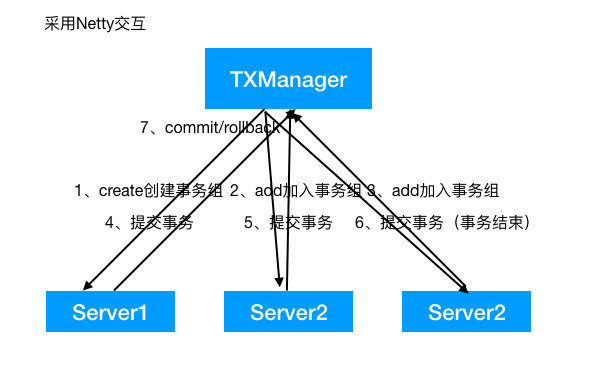 采用Netty交互
TXManager
7、commit/rollback
1、create创建事务组 2、add加入事务组 3、add加入事务组
4、提交事务 5、提交事务 6、提交事务（事务结束）
Server1 Server2 Server2